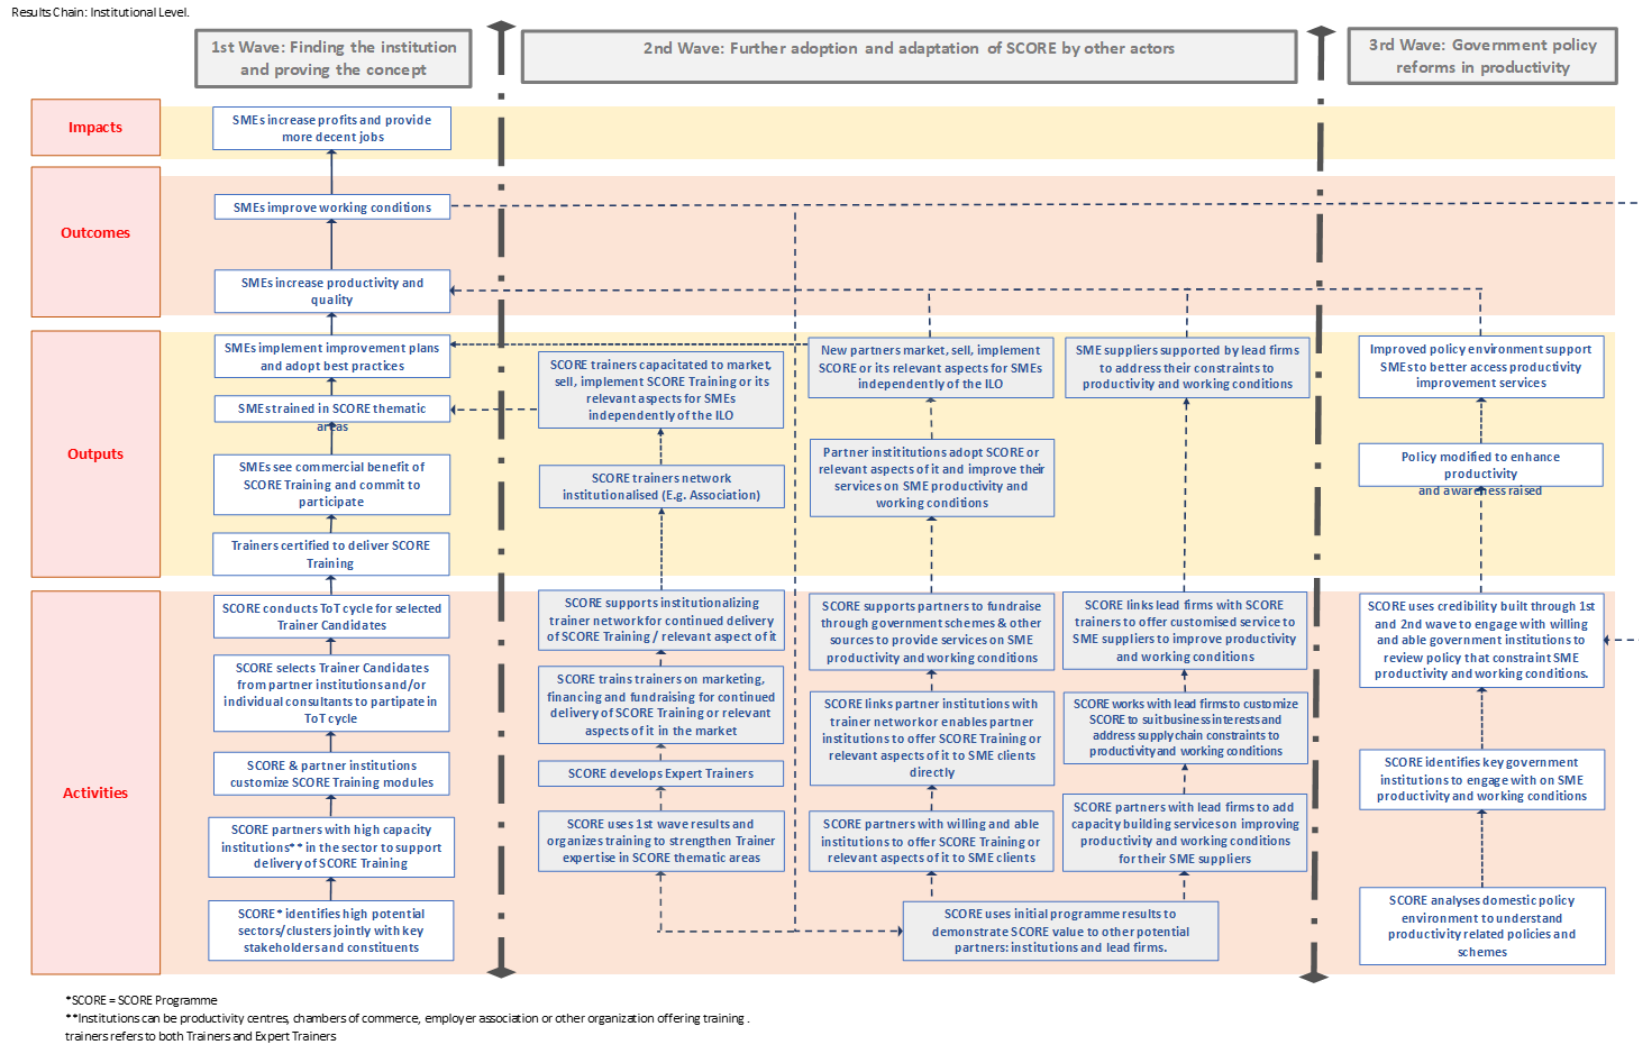 Results Chain: Institutional Level.
1st Wave: Finding the institution
and proving the concept
2nd Wave: Further adoption and adaptation of SCORE by other actors
3rd Wave: Government policy
reforms in productivity
Impacts
SMEs increase profits and provide
more decent jobs
Outcomes
SMEs improve working conditions
SMEs increase productivity and
quality
Outputs
SMEs implement improvement plans
and adopt best practices
SMEs trained in SCORE thematic
areas
SMEs see commercial benefit of
SCORE Training and commit to
participate
Trainers certified to deliver SCORE
Training
SCORE trainers capacitated to market,
sell, implement SCORE Training or its
relevant aspects for SMEs
independently of the ILO
SCORE trainers network
institutionalised (E.g. Association)
New partners market, sell, implement
SCORE or its relevant aspects for SMEs
independently of the ILO
Partner instititutions adopt SCORE or
relevant aspects of it and improve their
services on SME productivity and
working conditions
SME suppliers supported by lead firms
to address their constraints to
productivity and working conditions
Improved policy environment support
SMEs to better access productivity
improvement services
Policy modified to enhance
productivity
and awareness raised
Activities
SCORE conducts ToT cycle for selected
Trainer Candidates
SCORE selects Trainer Candidates
from partner institutions and/or
individual consultants to partipate in
ToT cycle
SCORE & partner institutions
customize SCORE Training modules
SCORE partners with high capacity
institutions** in the sector to support
delivery of SCORE Training
SCORE* identifies high potential
sectors/clusters jointly with key
stakeholders and constituents
SCORE supports institutionalizing
trainer network for continued delivery
of SCORE Training / relevant aspect of it
SCORE trains trainers on marketing,
financing and fundraising for continued
delivery of SCORE Training or relevant
aspects of it in the market
SCORE develops Expert Trainers
SCORE uses 1st wave results and
organizes training to strengthen Trainer
expertise in SCORE thematic areas
SCORE supports partners to fundraise
through government schemes & other
sources to provide services on SME
productivity and working conditions
SCORE links partner institutions with
trainer network or enables partner
institutions to offer SCORE Training or
relevant aspects of it to SME clients
directly
SCORE partners with willing and able
institutions to offer SCORE Training or
relevant aspects of it to SME clients
SCORE links lead firms with SCORE
trainers to offer customised service to
SME suppliers to improve productivity
and working conditions
SCORE works with lead firms to customize
SCORE to suit business interests and
address supply chain constraints to
productivity and working conditions
SCORE partners with lead firms to add
capacity building services on improving
productivity and working conditions
for their SME suppliers
SCORE uses initial programme results to
demonstrate SCORE value to other potential
partners: institutions and lead firms.
SCORE uses credibility built through 1st
and 2nd wave to engage with willing
and able government institutions to
review policy that constraint SME
productivity and working conditions.
SCORE identifies key government
institutions to engage with on SME
productivity and working conditions
SCORE analyses domestic policy
environment to understand
productivity related policies and
schemes
*SCORE = SCORE Programme
**Institutions can be productivity centres, chambers of commerce, employer association or other organization offering training .
trainers refers to both Trainers and Expert Trainers